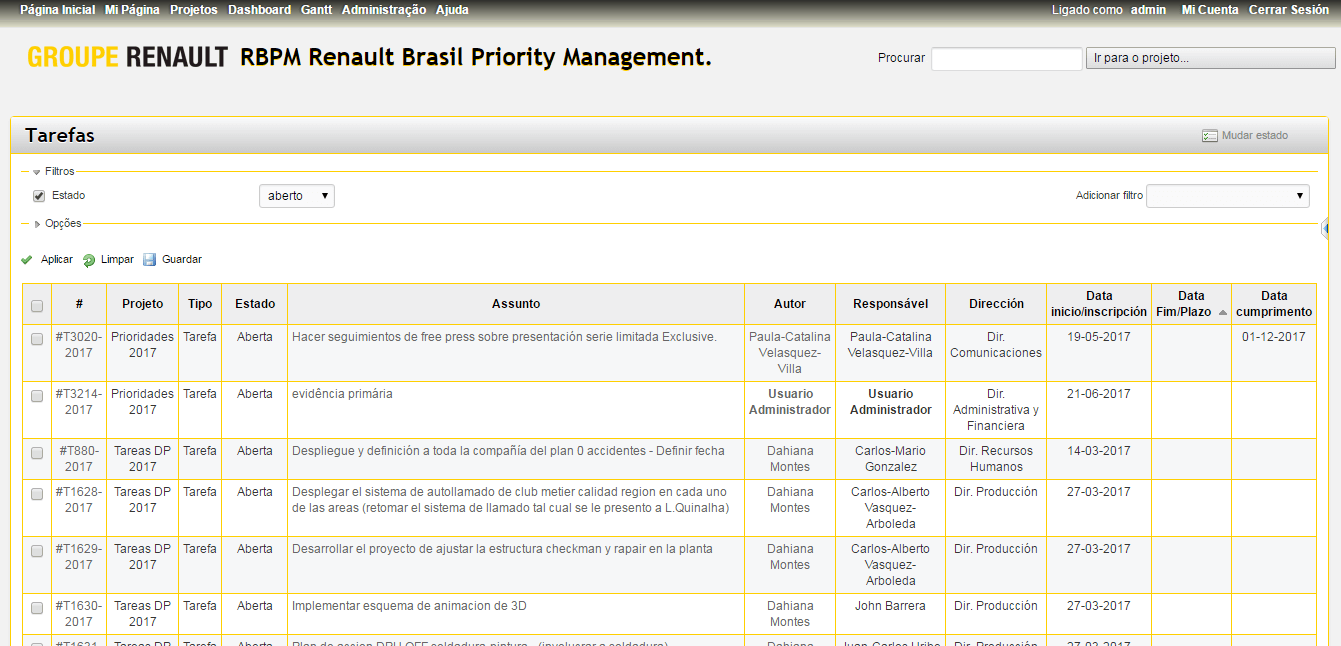 Página Inicial Mi Página Projetos Dashboard Gantt Administração Ajuda Ligado como admin Mi Cuenta Cerrar Sesión
GROUPE RENAULT RBPM Renault Brasil Priority Management. Procurar Ir para o projeto...
Tarefas Mudar estado
Filtros
Estado aberto Adicionar filtro
Opções
Aplicar Limpar Guardar
# Projeto Tipo Estado Assunto Autor Responsável Dirección Data inicio/inscripción Data Fim/Plazo Data cumprimento
#T3020-2017 Prioridades 2017 Tarefa Aberta Hacer seguimientos de free press sobre presentación serie limitada Exclusive. Paula-Catalina Velasquez-Villa Paula-Catalina Velasquez-Villa Dir. Comunicaciones 19-05-2017 01-12-2017
#T3214-2017 Prioridades 2017 Tarefa Aberta evidência primária Usuario Administrador Usuario Administrador Dir. Administrativa y Financiera 21-06-2017
#T880-2017 Tareas DP 2017 Tarefa Aberta Despliegue y definición a toda la compañía del plan 0 accidentes - Definir fecha Dahiana Montes Carlos-Mario Gonzalez Dir. Recursos Humanos 14-03-2017
#T1628-2017 Tareas DP 2017 Tarefa Aberta Desplegar el sistema de autollamado de club metier calidad region en cada uno de las areas (retomar el sistema de llamado tal cual se le presento a L.Quinalha) Dahiana Montes Carlos-Alberto Vasquez-Arboleda Dir. Producción 27-03-2017
#T1629-2017 Tareas DP 2017 Tarefa Aberta Desarrollar el proyecto de ajustar la estructura checkman y rapair en la planta Dahiana Montes Carlos-Alberto Vasquez-Arboleda Dir. Producción 27-03-2017
#T1630-2017 Tareas DP 2017 Tarefa Aberta Implementar esquema de animacion de 3D Dahiana Montes John Barrera Dir. Producción 27-03-2017
#T1631- Tareas DP Tarefa Aberta Dahiana Dir. Producción 27-03-2017